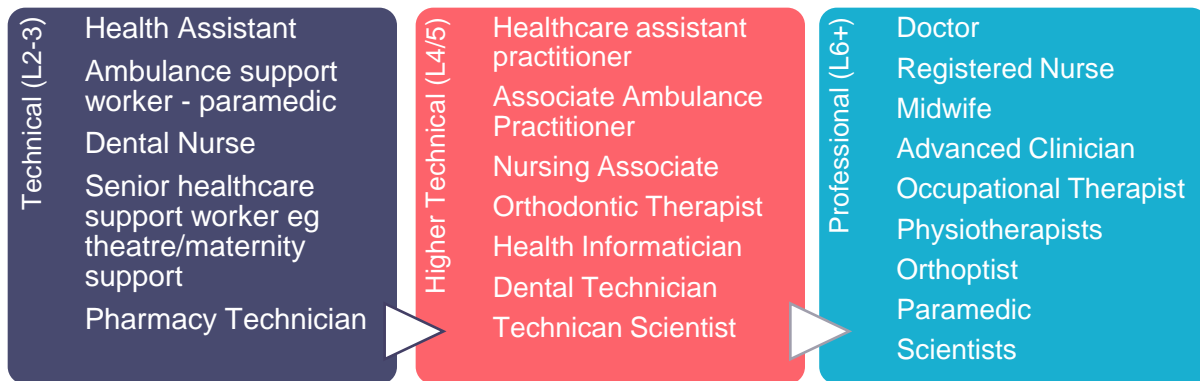 Technical (L2-3)
Health Assistant
Ambulance support
worker - paramedic
Dental Nurse
Senior healthcare
support worker eg
theatre/maternity
support
Pharmacy Technician
Higher Technical (L4/5)
Healthcare assistant
practitioner
Associate Ambulance
Practitioner
Nursing Associate
Orthodontic Therapist
Health Informatician
Dental Technician
Technican Scientist
Professional (L6+)
Doctor
Registered Nurse
Midwife
Advanced Clinician
Occupational Therapist
Physiotherapists
Orthoptist
Paramedic
Scientists